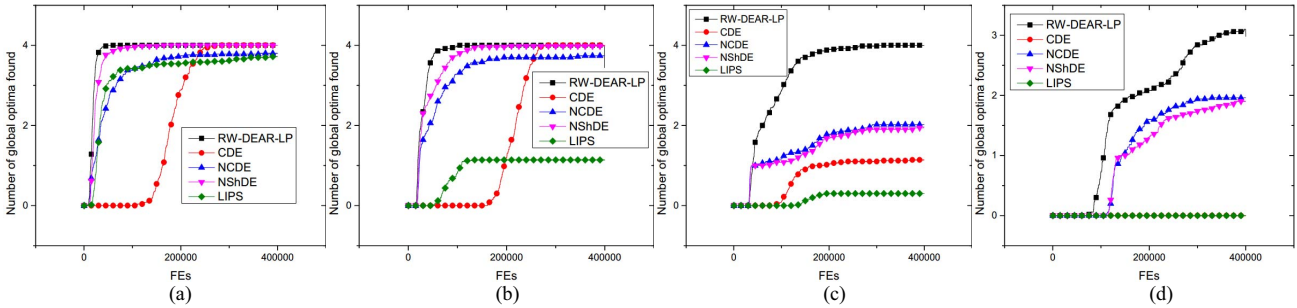 Number of global optima found
4
2
0
RW-DEAR-LP
CDE
NCDE
NShDE
LIPS
0
200000
400000
FEs
(a)
Number of global optima found
4
2
0
RW-DEAR-LP
CDE
NCDE
NShDE
LIPS
0
200000
400000
FEs
(b)
Number of global optima found
4
2
0
RW-DEAR-LP
CDE
NCDE
NShDE
LIPS
0
200000
400000
FEs
(c)
Number of global optima found
3
2
1
0
RW-DEAR-LP
CDE
NCDE
NShDE
LIPS
0
200000
400000
FEs
(d)